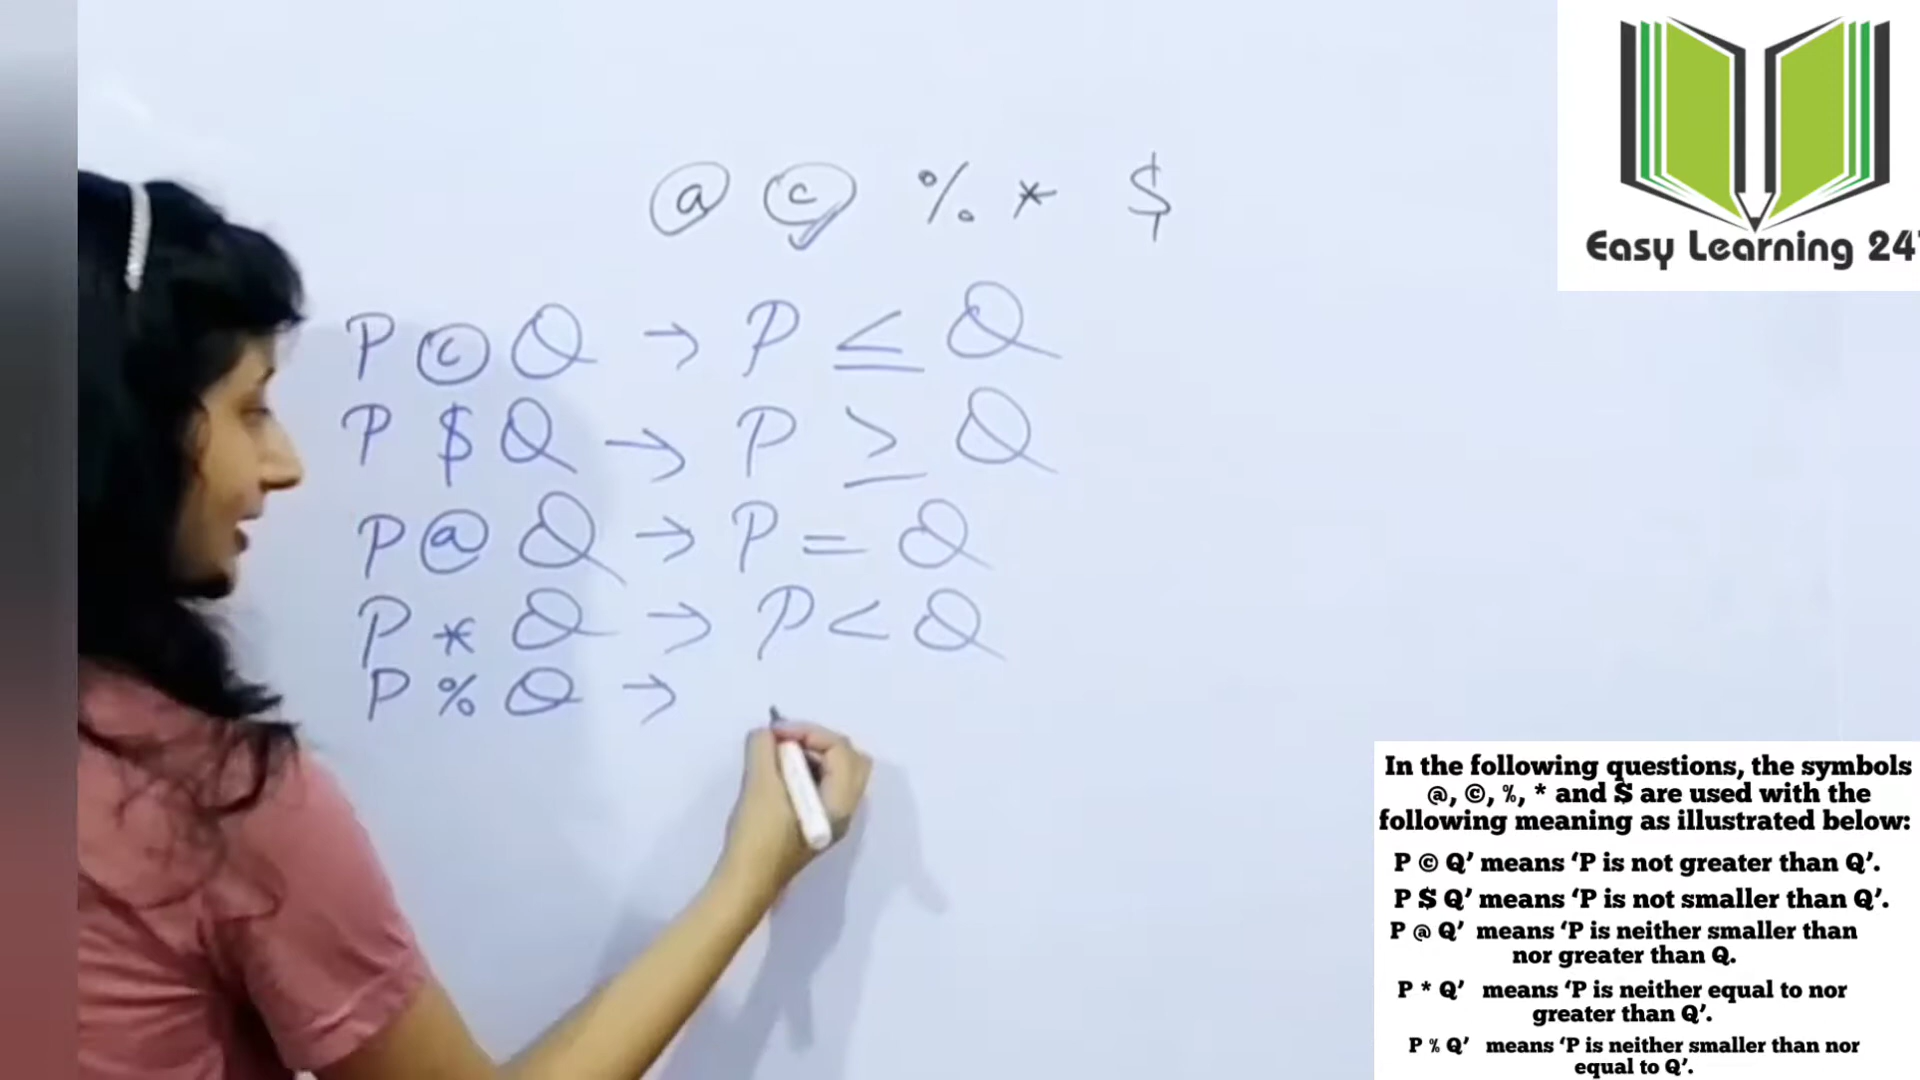 @ © % * $
P © Q → P ≤ Q
P $ Q → P ≥ Q
P @ Q → P = Q
P * Q → P < Q
P % Q →
Easy Learning 24
In the following questions, the symbols
@, ©, %, * and $ are used with the
following meaning as illustrated below:
P © Q’ means ‘P is not greater than Q’.
P $ Q’ means ‘P is not smaller than Q’.
P @ Q’ means ‘P is neither smaller than
nor greater than Q.
P * Q’ means ‘P is neither equal to nor
greater than Q’.
P % Q’ means ‘P is neither smaller than nor
equal to Q’.